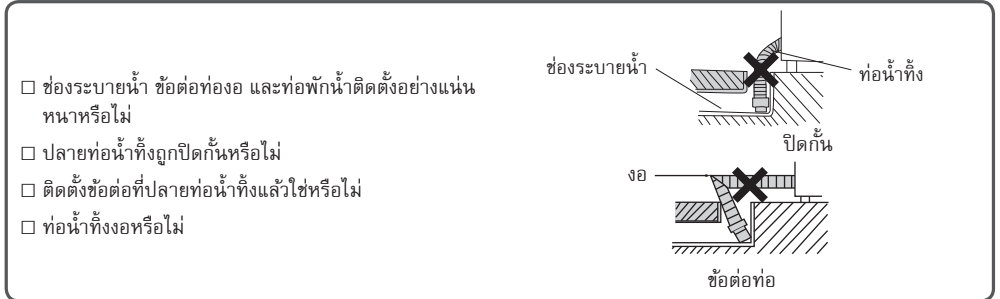 □ ช่องระบายน้ำ ข้อต่อท่องอ และท่อพักน้ำติดตั้งอย่างแน่น
หนาหรือไม่
□ ปลายท่อน้ำทิ้งถูกปิดกั้นหรือไม่
□ ติดตั้งข้อต่อที่ปลายท่อน้ำทิ้งแล้วใช่หรือไม่
□ ท่อน้ำทิ้งงอหรือไม่
ช่องระบายน้ำ
ท่อน้ำทิ้ง
ปิดกั้น
งอ
ข้อต่อท่อ